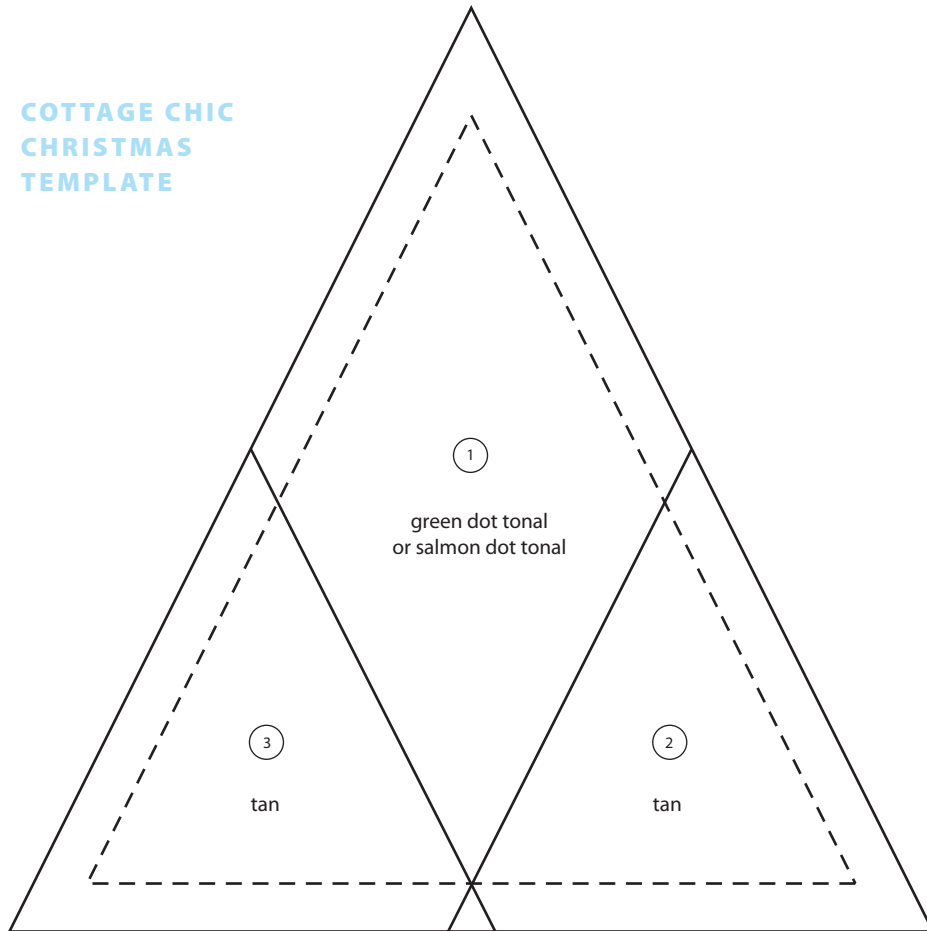 COTTAGE CHIC
CHRISTMAS
TEMPLATE
1
green dot tonal
or salmon dot tonal
3
tan
2
tan